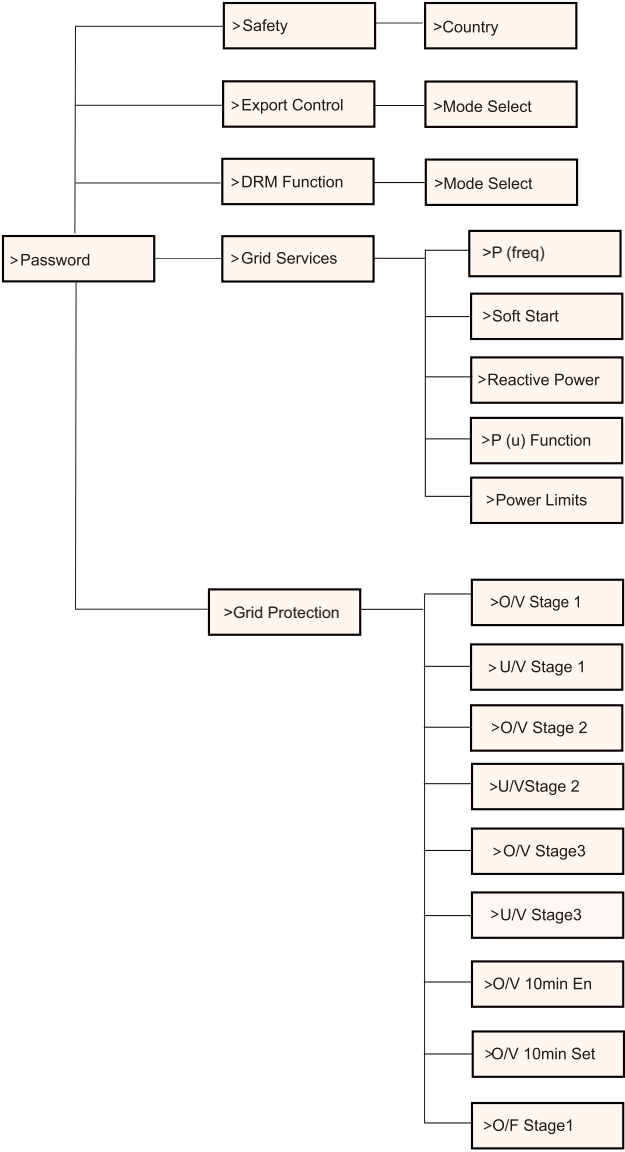 >Safety
>Country
>Export Control
>Mode Select
>DRM Function
>Mode Select
>Password
>Grid Services
>P (freq)
>Soft Start
>Reactive Power
>P (u) Function
>Power Limits
>Grid Protection
>O/V Stage 1
> U/V Stage 1
>O/V Stage 2
>U/VStage 2
>O/V Stage3
>U/V Stage3
>O/V 10min En
>O/V 10min Set
>O/F Stage1